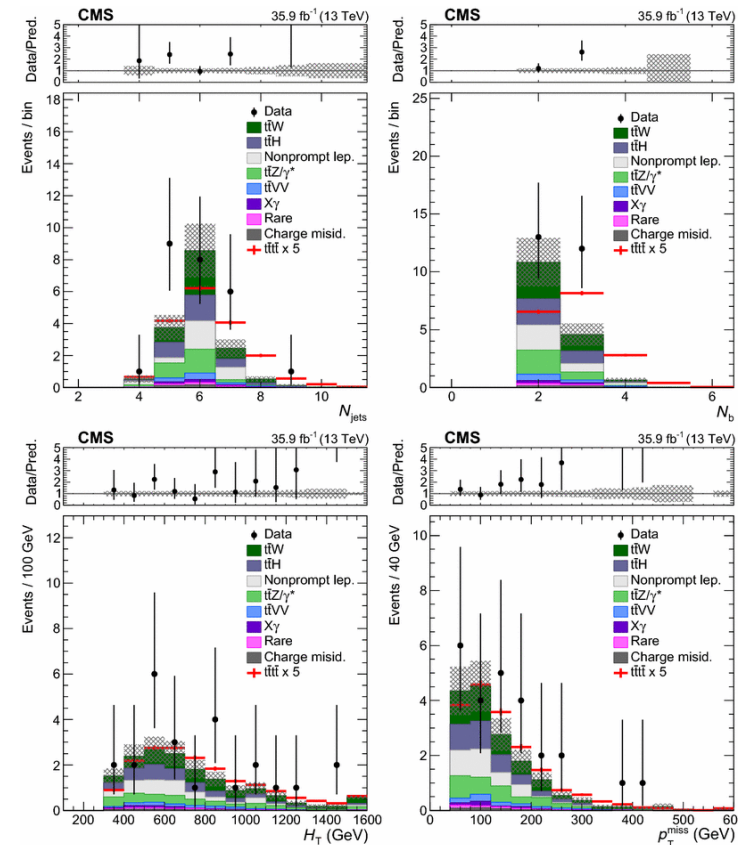 CMS 35.9 fb⁻¹ (13 TeV)
Data/Pred.
5
4
3
2
1
0
Events / bin
18
16
14
12
10
8
6
4
2
0
Data
tt̄W
tt̄H
Nonprompt lep.
tt̄Z/γ*
tt̄VV
Xγ
Rare
Charge misid.
tt̄tt̄ x 5
2 4 6 8 10
N_jets
CMS 35.9 fb⁻¹ (13 TeV)
Data/Pred.
5
4
3
2
1
0
Events / bin
25
20
15
10
5
0
Data
tt̄W
tt̄H
Nonprompt lep.
tt̄Z/γ*
tt̄VV
Xγ
Rare
Charge misid.
tt̄tt̄ x 5
0 2 4 6
N_b
CMS 35.9 fb⁻¹ (13 TeV)
Data/Pred.
5
4
3
2
1
0
Events / 100 GeV
12
10
8
6
4
2
0
Data
tt̄W
tt̄H
Nonprompt lep.
tt̄Z/γ*
tt̄VV
Xγ
Rare
Charge misid.
tt̄tt̄ x 5
200 400 600 800 1000 1200 1400 1600
H_T (GeV)
CMS 35.9 fb⁻¹ (13 TeV)
Data/Pred.
5
4
3
2
1
0
Events / 40 GeV
10
8
6
4
2
0
Data
tt̄W
tt̄H
Nonprompt lep.
tt̄Z/γ*
tt̄VV
Xγ
Rare
Charge misid.
tt̄tt̄ x 5
0 100 200 300 400 500 600
p_T^miss (GeV)